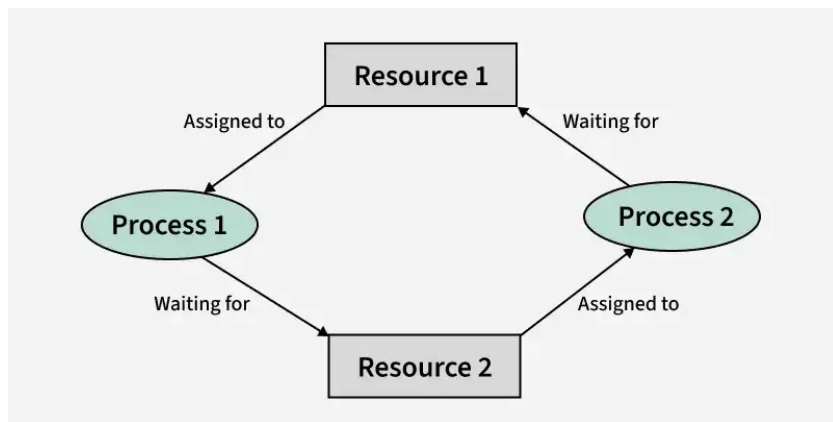 Resource 1
Assigned to
Waiting for
Process 1
Process 2
Waiting for
Assigned to
Resource 2